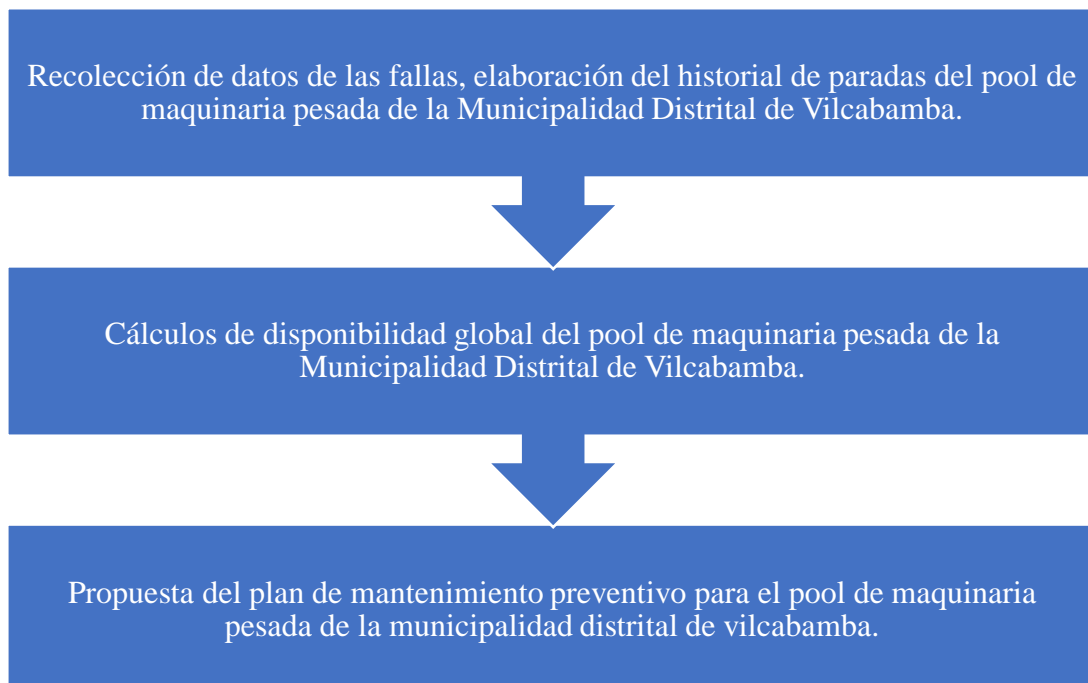 Recolección de datos de las fallas, elaboración del historial de paradas del pool de
maquinaria pesada de la Municipalidad Distrital de Vilcabamba.
Cálculos de disponibilidad global del pool de maquinaria pesada de la
Municipalidad Distrital de Vilcabamba.
Propuesta del plan de mantenimiento preventivo para el pool de maquinaria
pesada de la municipalidad distrital de vilcabamba.